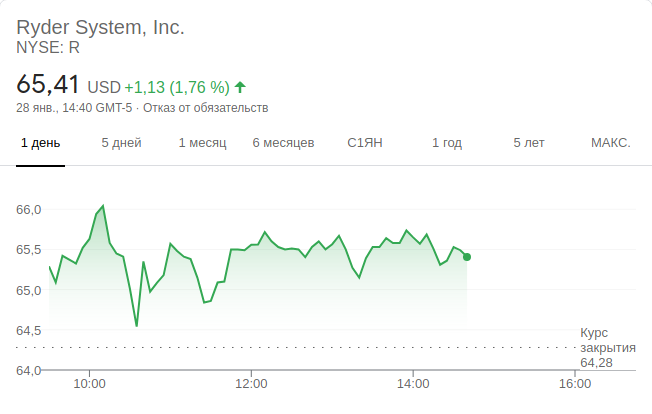 Ryder System, Inc.
NYSE: R
65,41 USD +1,13 (1,76 %)
28 янв., 14:40 GMT-5 · Отказ от обязательств
1 день 5 дней 1 месяц 6 месяцев С1ЯН 1 год 5 лет МАКС.
66,0
65,5
65,0
64,5
Курс
закрытия
64,28
64,0
10:00 12:00 14:00 16:00